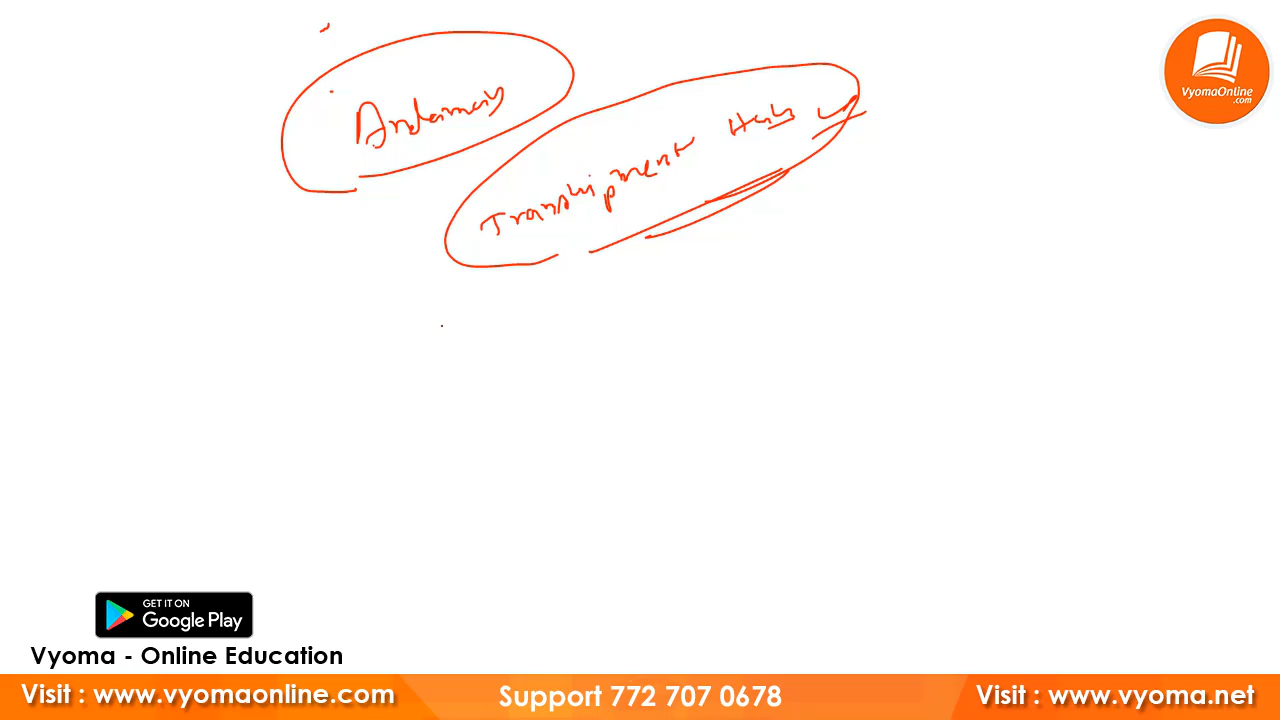 VyomaOnline
.com
Andamans
Transhipment Hubs
GET IT ON
Google Play
Vyoma - Online Education
Visit : www.vyomaonline.com
Support 772 707 0678
Visit : www.vyoma.net